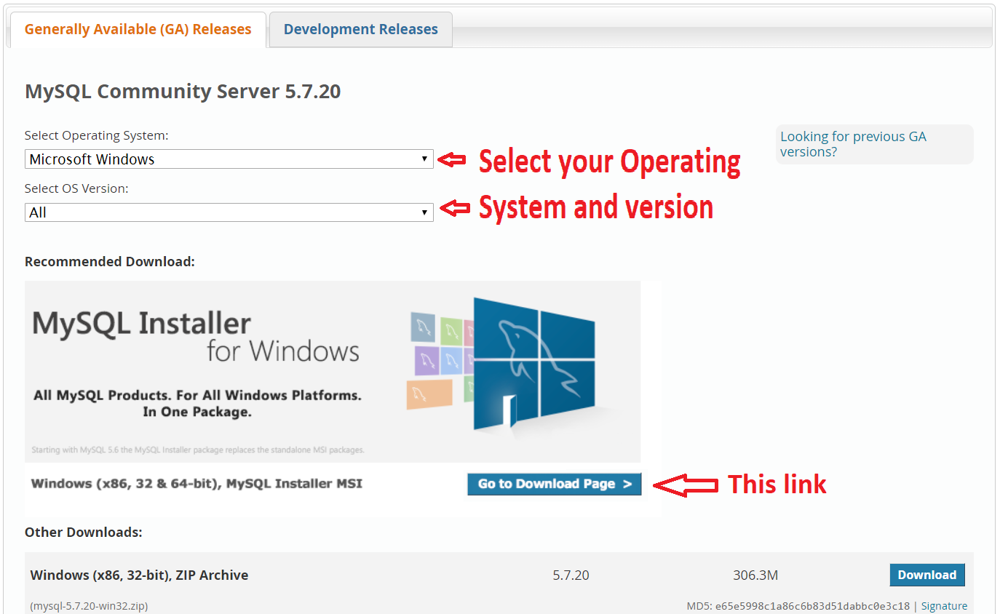 Generally Available (GA) Releases
Development Releases
MySQL Community Server 5.7.20
Select Operating System:
Looking for previous GA
versions?
Microsoft Windows
Select your Operating
Select OS Version:
All
System and version
Recommended Download:
MySQL Installer
for Windows
All MySQL Products. For All Windows Platforms.
In One Package.
Starting with MySQL 5.6 the MySQL Installer package replaces the standalone MSI packages.
Windows (x86, 32 & 64-bit), MySQL Installer MSI
Go to Download Page >
This link
Other Downloads:
Windows (x86, 32-bit), ZIP Archive
5.7.20
306.3M
Download
(mysql-5.7.20-win32.zip)
MD5: e65e5998c1a86c6b83d51dabbc0e3c18 | Signature